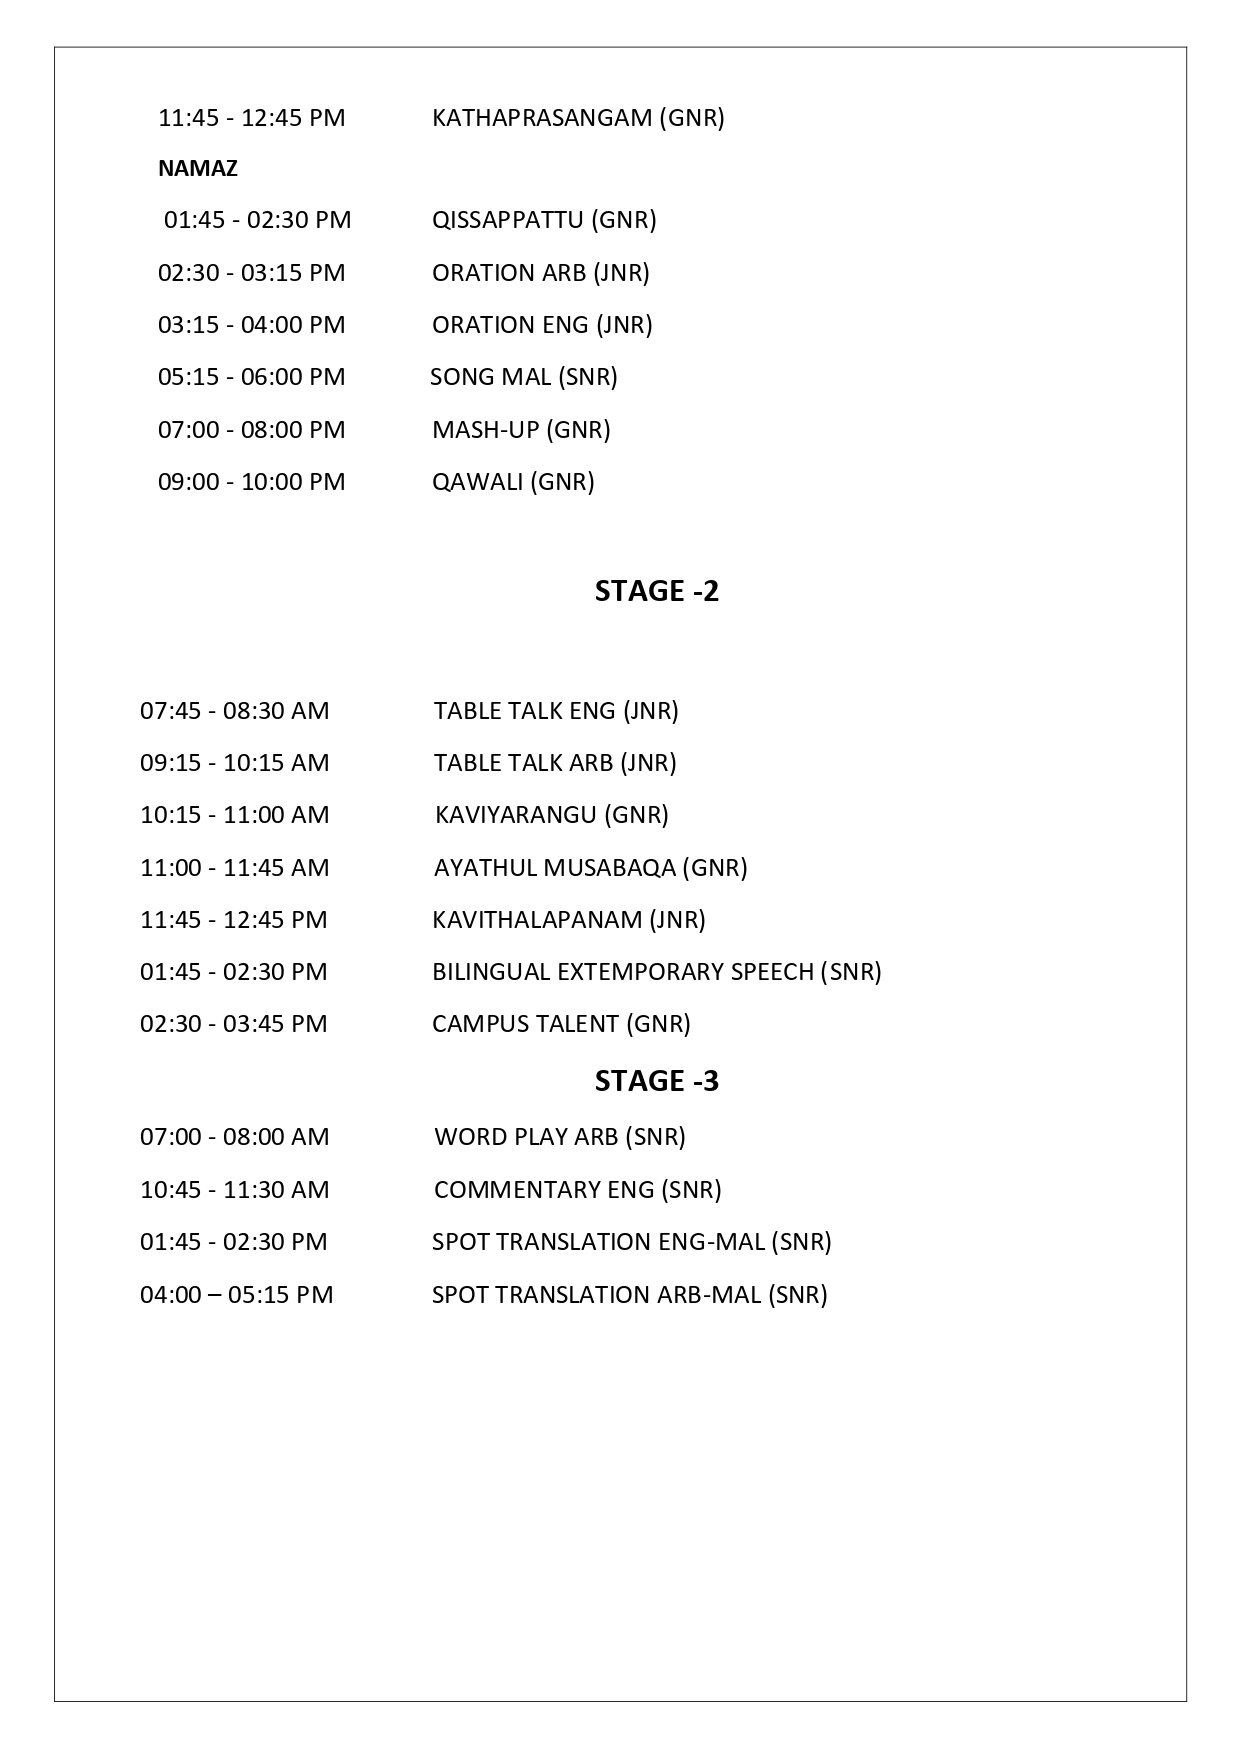 11:45 - 12:45 PM KATHAPRASANGAM (GNR)
NAMAZ
01:45 - 02:30 PM QISSAPPATTU (GNR)
02:30 - 03:15 PM ORATION ARB (JNR)
03:15 - 04:00 PM ORATION ENG (JNR)
05:15 - 06:00 PM SONG MAL (SNR)
07:00 - 08:00 PM MASH-UP (GNR)
09:00 - 10:00 PM QAWALI (GNR)
STAGE -2
07:45 - 08:30 AM TABLE TALK ENG (JNR)
09:15 - 10:15 AM TABLE TALK ARB (JNR)
10:15 - 11:00 AM KAVIYARANGU (GNR)
11:00 - 11:45 AM AYATHUL MUSABAQA (GNR)
11:45 - 12:45 PM KAVITHALAPANAM (JNR)
01:45 - 02:30 PM BILINGUAL EXTEMPORARY SPEECH (SNR)
02:30 - 03:45 PM CAMPUS TALENT (GNR)
STAGE -3
07:00 - 08:00 AM WORD PLAY ARB (SNR)
10:45 - 11:30 AM COMMENTARY ENG (SNR)
01:45 - 02:30 PM SPOT TRANSLATION ENG-MAL (SNR)
04:00 – 05:15 PM SPOT TRANSLATION ARB-MAL (SNR)